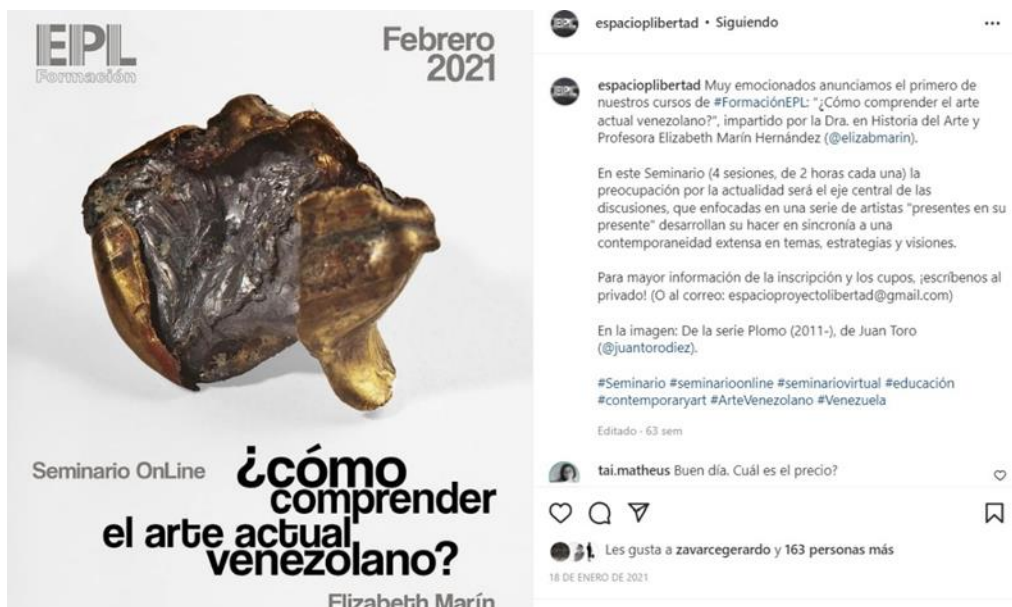 EPL
Formación
Febrero
2021
Seminario OnLine
¿cómo
comprender
el arte actual
venezolano?
Elizabeth Marín
espacioplibertad • Siguiendo
espacioplibertad Muy emocionados anunciamos el primero de
nuestros cursos de #FormaciónEPL: "¿Cómo comprender el arte
actual venezolano?", impartido por la Dra. en Historia del Arte y
Profesora Elizabeth Marín Hernández (@elizabmarin).
En este Seminario (4 sesiones, de 2 horas cada una) la
preocupación por la actualidad será el eje central de las
discusiones, que enfocadas en una serie de artistas "presentes en su
presente" desarrollan su hacer en sincronía a una
contemporaneidad extensa en temas, estrategias y visiones.
Para mayor información de la inscripción y los cupos, ¡escríbenos al
privado! (O al correo: espacioproyectolibertad@gmail.com)
En la imagen: De la serie Plomo (2011-), de Juan Toro
(@juantorodiez).
#Seminario #seminarioonline #seminariovirtual #educación
#contemporaryart #ArteVenezolano #Venezuela
Editado · 63 sem
tai.matheus Buen día. Cuál es el precio?
Les gusta a zavarcegerardo y 163 personas más
18 DE ENERO DE 2021